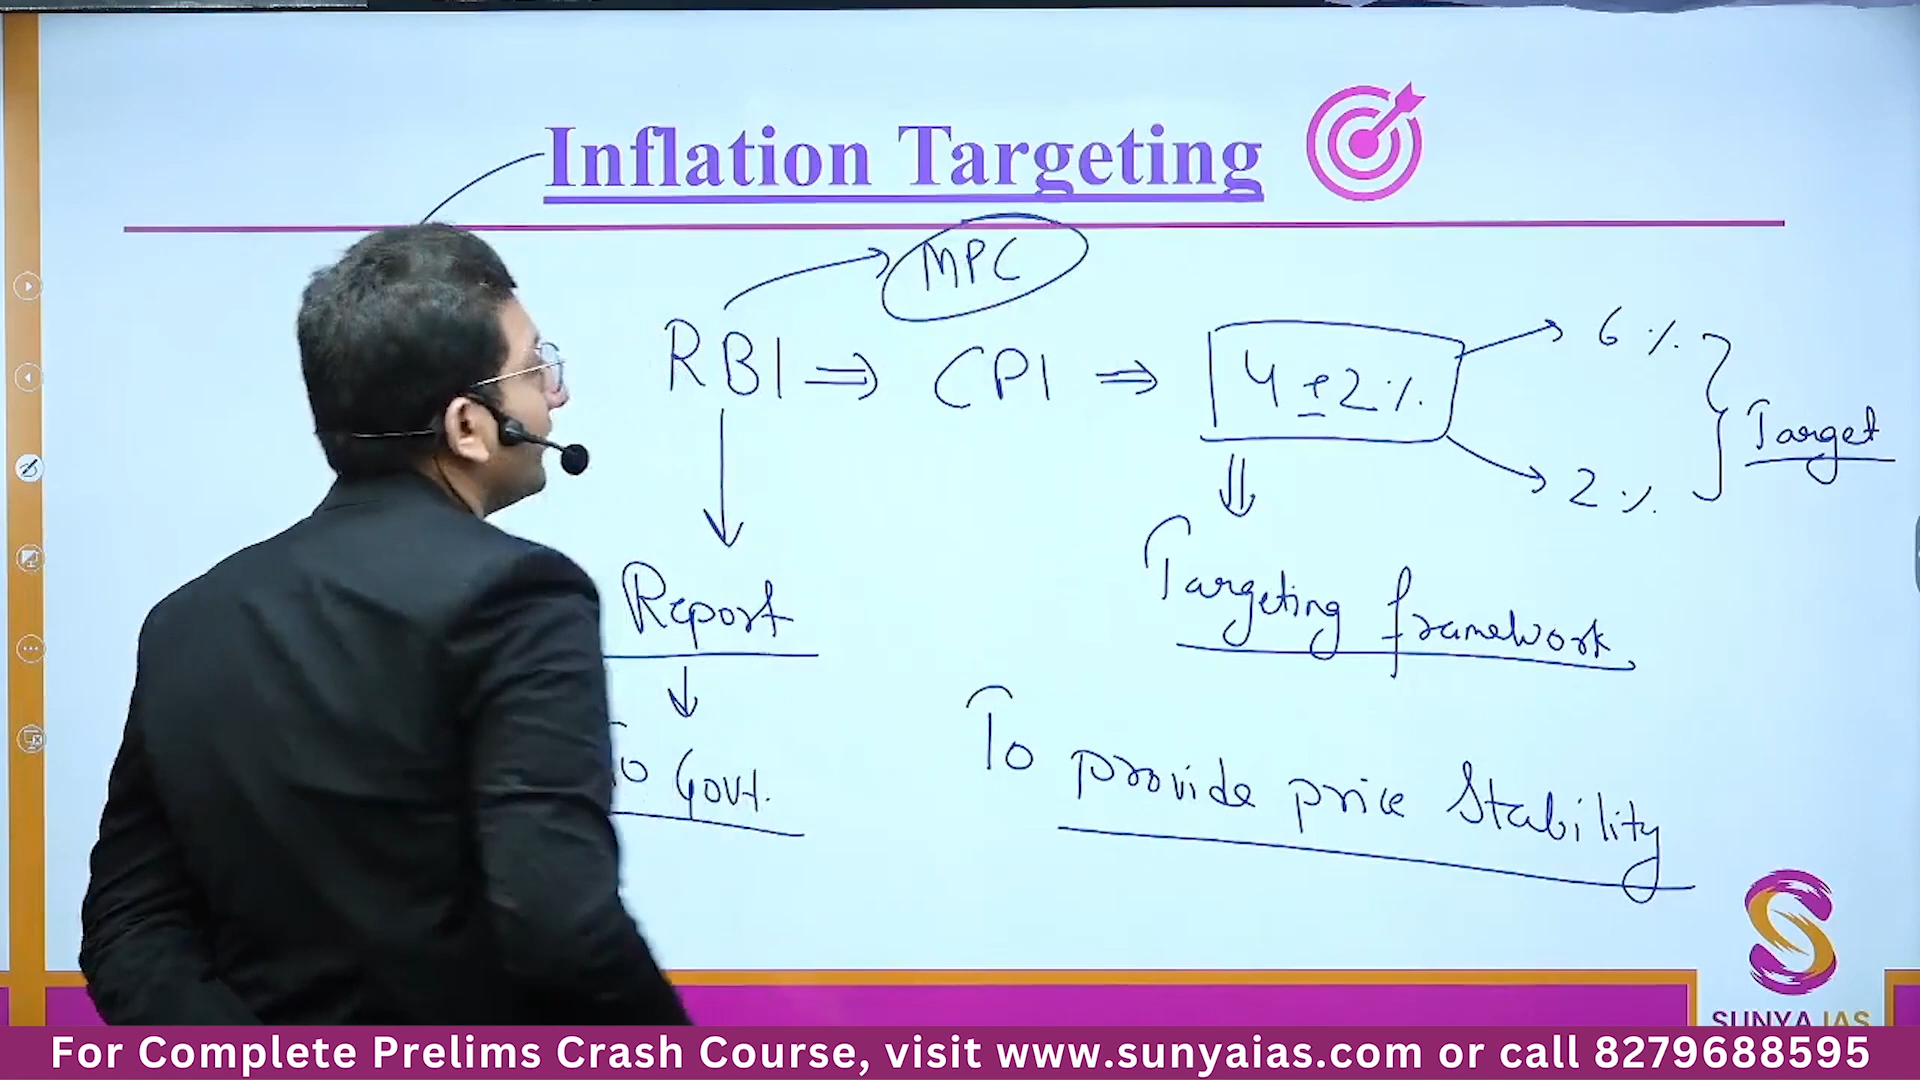 Inflation Targeting
MPC
RBI ⇒ CPI ⇒ 4 ± 2 %
6 %
2 %
Target
Report
To Govt.
Targeting framework
To provide price Stability
SUNYA IAS
For Complete Prelims Crash Course, visit www.sunyaias.com or call 8279688595